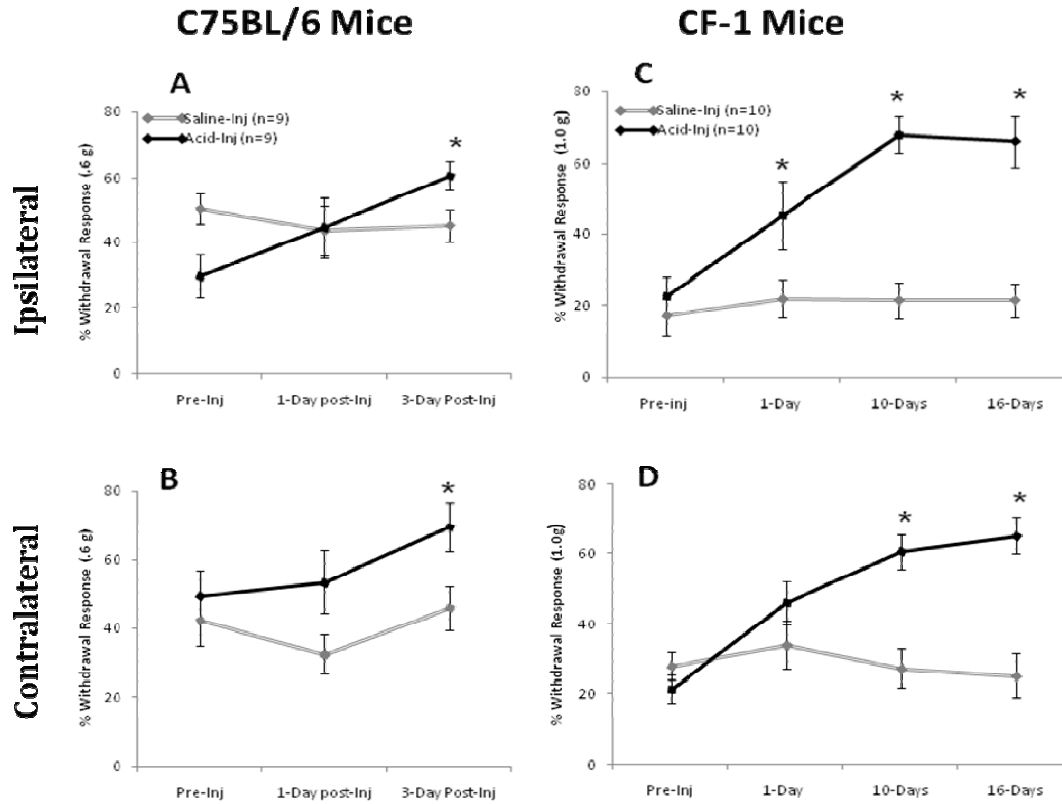 C75BL/6 Mice
CF-1 Mice
Ipsilateral
Contralateral
A
Saline-Inj (n=9)
Acid-Inj (n=9)
*
% Withdrawal Response (.6 g)
80
60
40
20
0
Pre-Inj
1-Day post-Inj
3-Day Post-Inj
C
Saline-Inj (n=10)
Acid-Inj (n=10)
*
*
*
% Withdrawal Response (1.0 g)
80
60
40
20
0
Pre-inj
1-Day
10-Days
16-Days
B
*
% Withdrawal Response (.6 g)
80
60
40
20
0
Pre-Inj
1-Day post-Inj
3-Day Post-Inj
D
*
*
% Withdrawal Response (1.0g)
80
60
40
20
0
Pre-Inj
1-Day
10-Days
16-Days